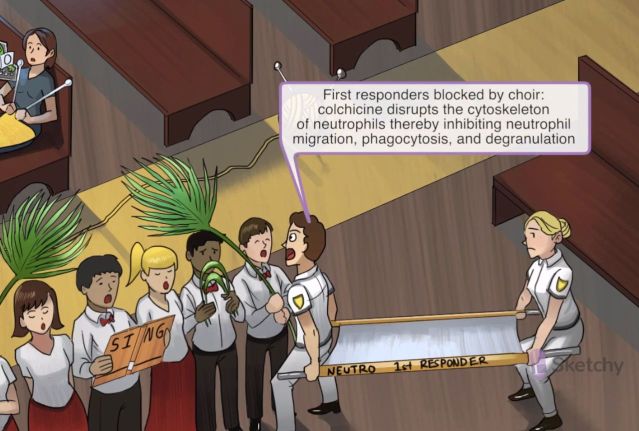 First responders blocked by choir:
colchicine disrupts the cytoskeleton
of neutrophils thereby inhibiting neutrophil
migration, phagocytosis, and degranulation
SING
NEUTRO 1st RESPONDER
Sketchy